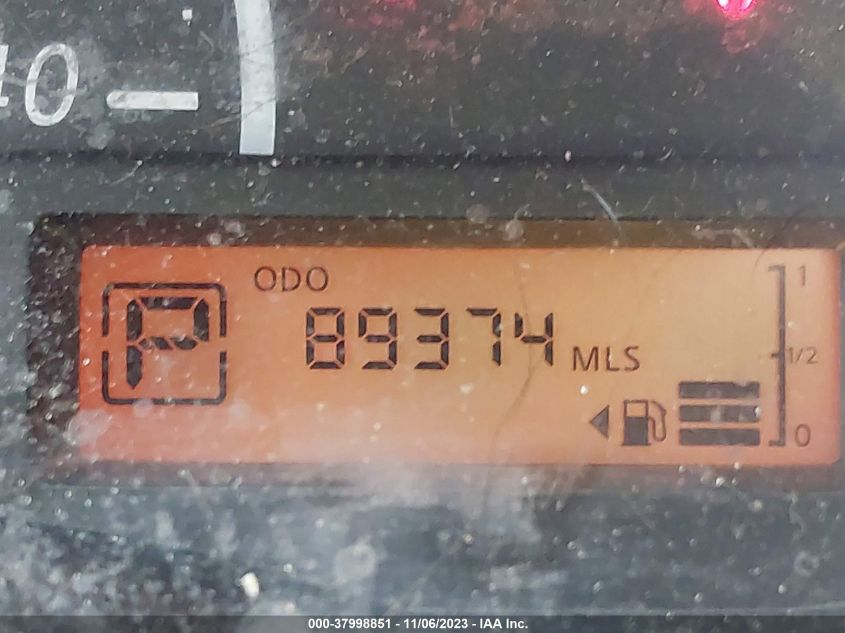 40
ODO
P
89374 MLS
1
1/2
0
000-37998851 - 11/06/2023 - IAA Inc.